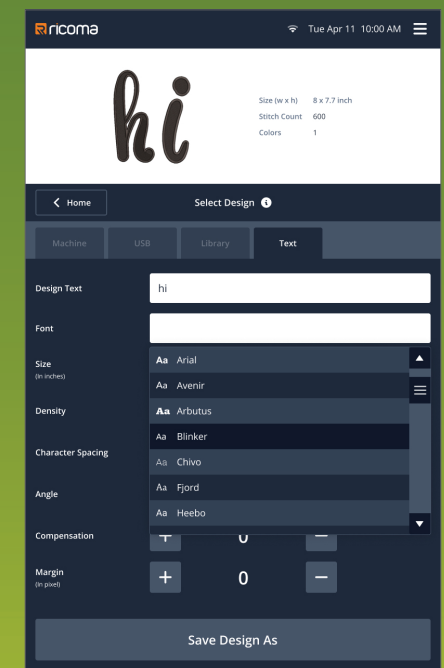 ricoma Tue Apr 11 10:00 AM
hi
Size (w x h) 8 x 7.7 inch
Stitch Count 600
Colors 1
Home Select Design i
Machine USB Library Text
Design Text hi
Font
Size
(In inches)
Aa Arial
Aa Avenir
Density
Aa Arbutus
Aa Blinker
Character Spacing
Aa Chivo
Angle
Aa Fjord
Aa Heebo
Compensation + 0 −
Margin
(In pixel)
+ 0 −
Save Design As